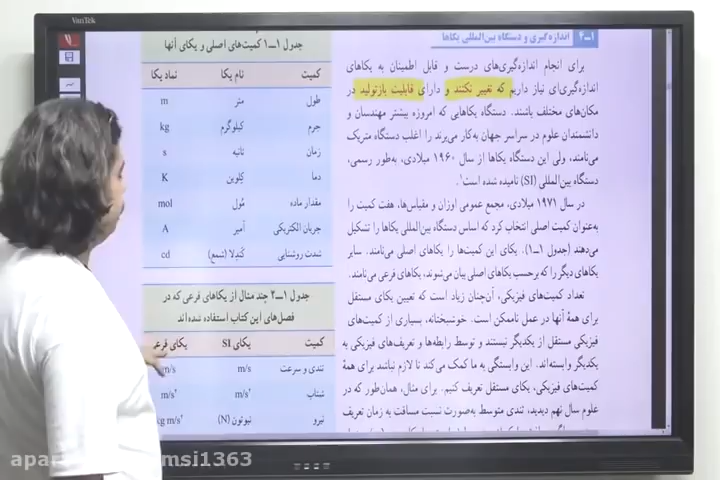 VanTek
۱ـ۴ اندازه‌گیری و دستگاه بین‌المللی یکاها
برای انجام اندازه‌گیری‌های درست و قابل اطمینان به یکاهای
اندازه‌گیری‌ای نیاز داریم که تغییر نکنند و دارای قابلیت بازتولید در
مکان‌های مختلف باشند. دستگاه یکاهایی که امروزه بیشتر مهندسان و
دانشمندان علوم در سراسر جهان به‌کار می‌برند را اغلب دستگاه متریک
می‌نامند، ولی این دستگاه یکاها از سال ۱۹۶۰ میلادی، به‌طور رسمی،
دستگاه بین‌المللی (SI) نامیده شده است¹.
در سال ۱۹۷۱ میلادی، مجمع عمومی اوزان و مقیاس‌ها، هفت کمیت را
به‌عنوان کمیت اصلی انتخاب کرد که اساس دستگاه بین‌المللی یکاها را تشکیل
می‌دهند (جدول ۱ـ۱). یکای این کمیت‌ها را یکاهای اصلی می‌نامند. سایر
یکاهای دیگر را که برحسب یکاهای اصلی بیان می‌شوند، یکاهای فرعی می‌نامند.
تعداد کمیت‌های فیزیکی، آن‌چنان زیاد است که تعیین یکای مستقل
برای همهٔ آنها در عمل ناممکن است. خوشبختانه، بسیاری از کمیت‌های
فیزیکی مستقل از یکدیگر نیستند و توسط رابطه‌ها و تعریف‌های فیزیکی به
یکدیگر وابسته‌اند. این وابستگی به ما کمک می‌کند تا لازم نباشد برای همهٔ
کمیت‌های فیزیکی، یکای مستقل تعریف کنیم. برای مثال، همان‌طور که در
علوم سال نهم دیدید، تندی متوسط به‌صورت نسبت مسافت به زمان تعریف
جدول ۱ـ۱ کمیت‌های اصلی و یکای آنها
کمیت نام یکا نماد یکا
طول متر m
جرم کیلوگرم kg
زمان ثانیه s
دما کلوین K
مقدار ماده مول mol
جریان الکتریکی آمپر A
شدت روشنایی کندلا (شمع) cd
جدول ۱ـ۲ چند مثال از یکاهای فرعی که در
فصل‌های این کتاب استفاده شده‌اند
کمیت یکای SI یکای فرعی
تندی و سرعت m/s m/s
شتاب m/s² m/s²
نیرو نیوتون (N) kg m/s²
msi1363